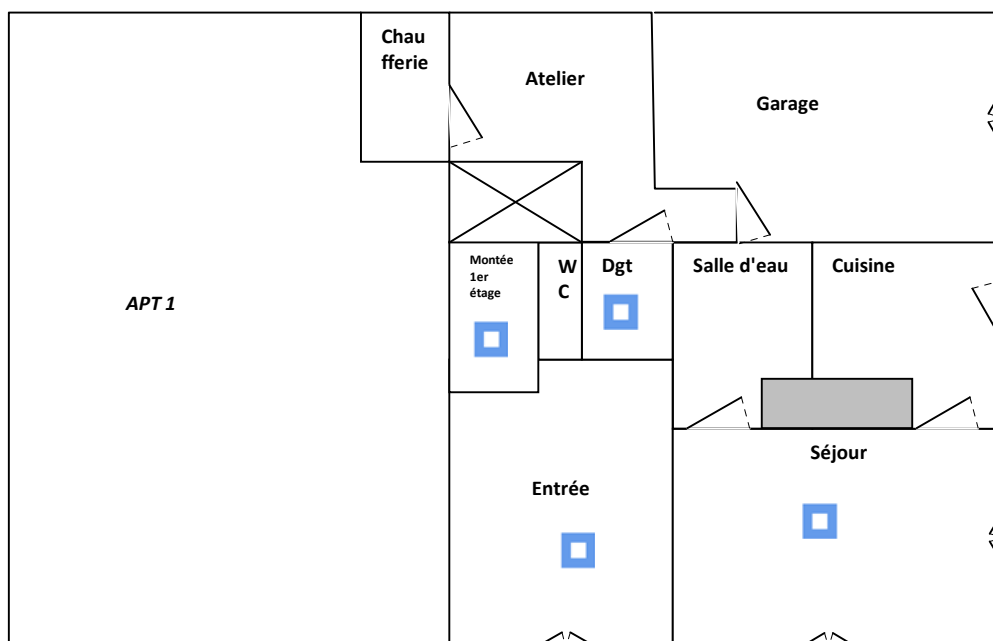 Chau
fferie
Atelier
Garage
Montée
1er
étage
W
C
Dgt
Salle d'eau
Cuisine
APT 1
Séjour
Entrée